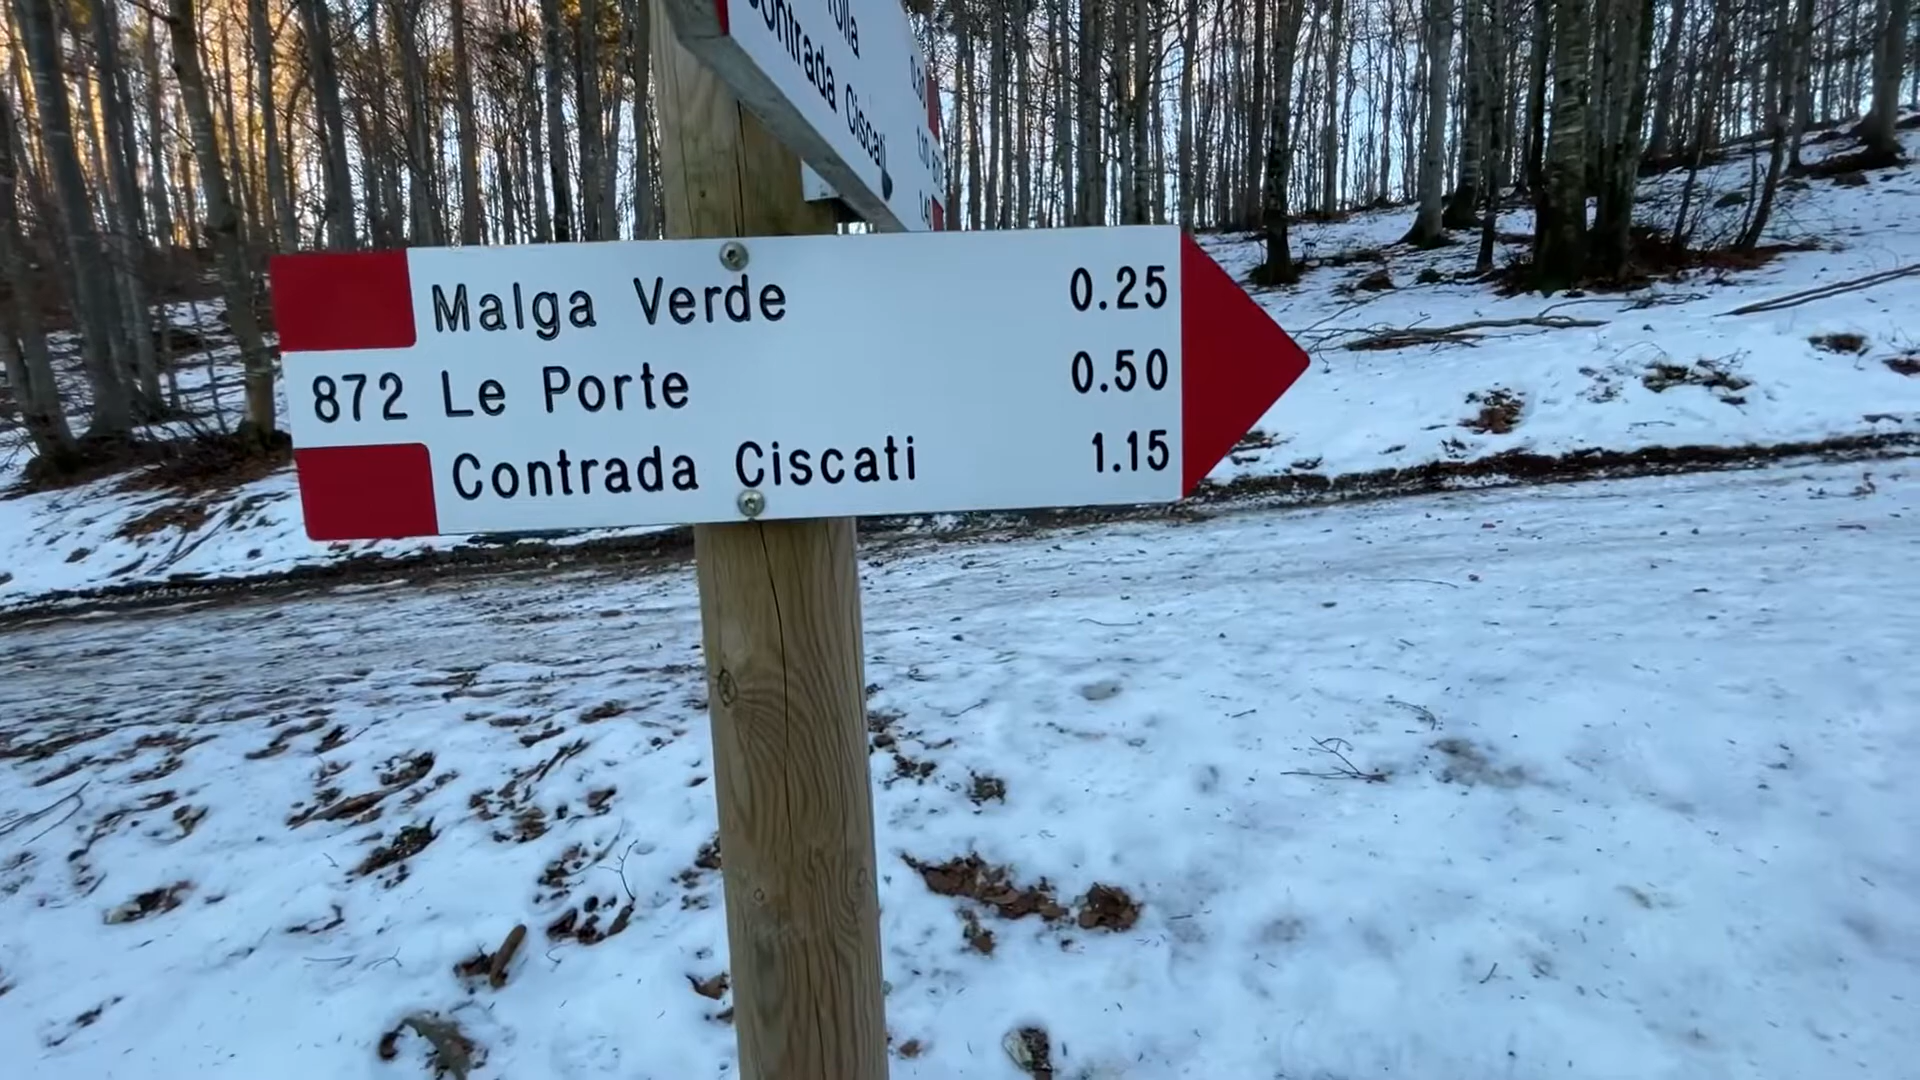 Contrada Ciscati
Malga Verde 0.25
872 Le Porte 0.50
Contrada Ciscati 1.15